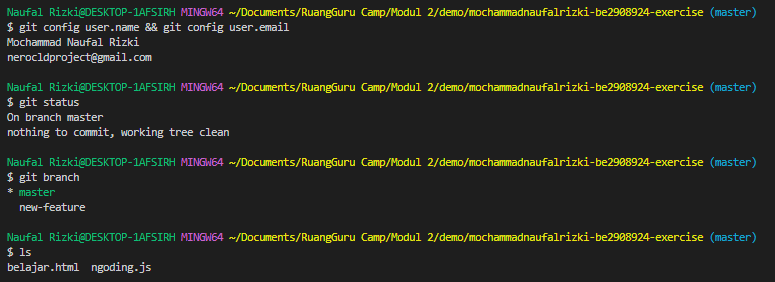 Naufal Rizki@DESKTOP-1AFSIRH MINGW64 ~/Documents/RuangGuru Camp/Modul 2/demo/mochammadnaufalrizki-be2908924-exercise (master)
$ git config user.name && git config user.email
Mochammad Naufal Rizki
nerocldproject@gmail.com
Naufal Rizki@DESKTOP-1AFSIRH MINGW64 ~/Documents/RuangGuru Camp/Modul 2/demo/mochammadnaufalrizki-be2908924-exercise (master)
$ git status
On branch master
nothing to commit, working tree clean
Naufal Rizki@DESKTOP-1AFSIRH MINGW64 ~/Documents/RuangGuru Camp/Modul 2/demo/mochammadnaufalrizki-be2908924-exercise (master)
$ git branch
* master
new-feature
Naufal Rizki@DESKTOP-1AFSIRH MINGW64 ~/Documents/RuangGuru Camp/Modul 2/demo/mochammadnaufalrizki-be2908924-exercise (master)
$ ls
belajar.html  ngoding.js